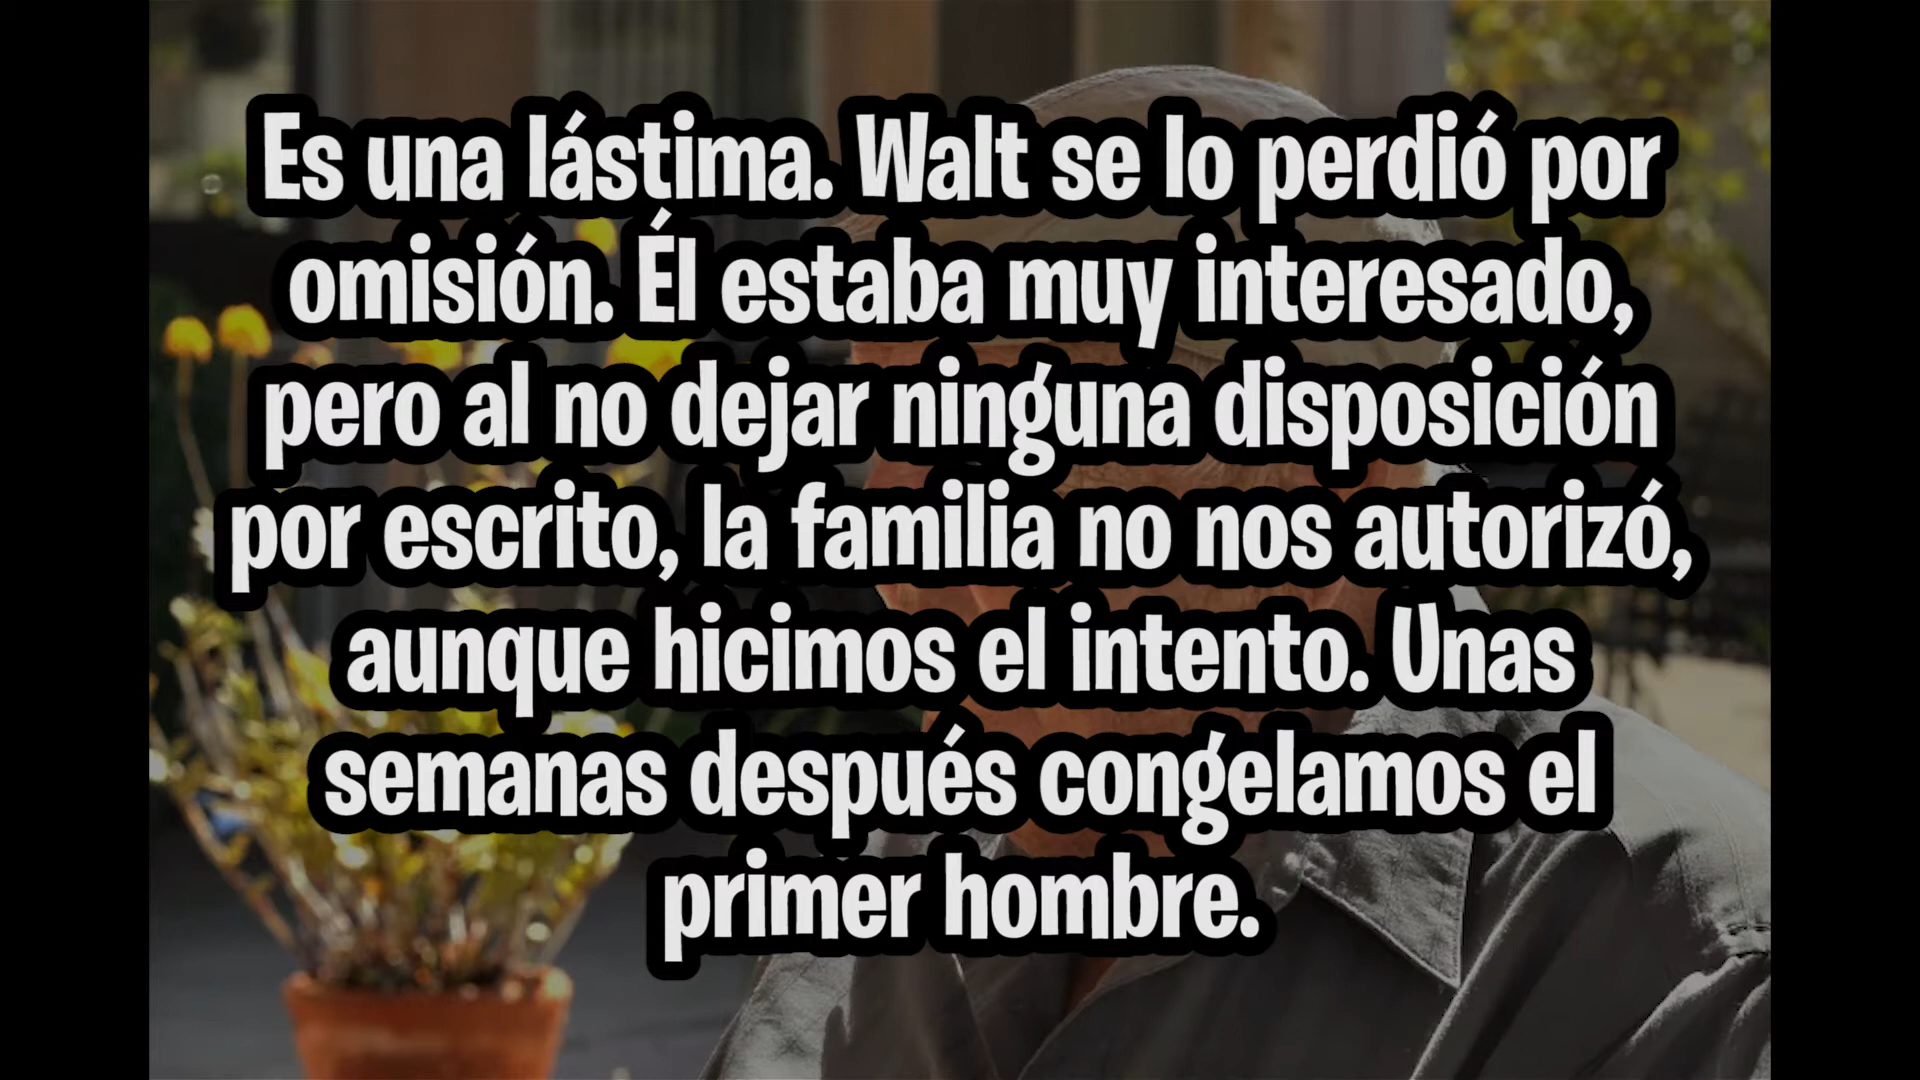 Es una lástima. Walt se lo perdió por
omisión. Él estaba muy interesado,
pero al no dejar ninguna disposición
por escrito, la familia no nos autorizó,
aunque hicimos el intento. Unas
semanas después congelamos el
primer hombre.